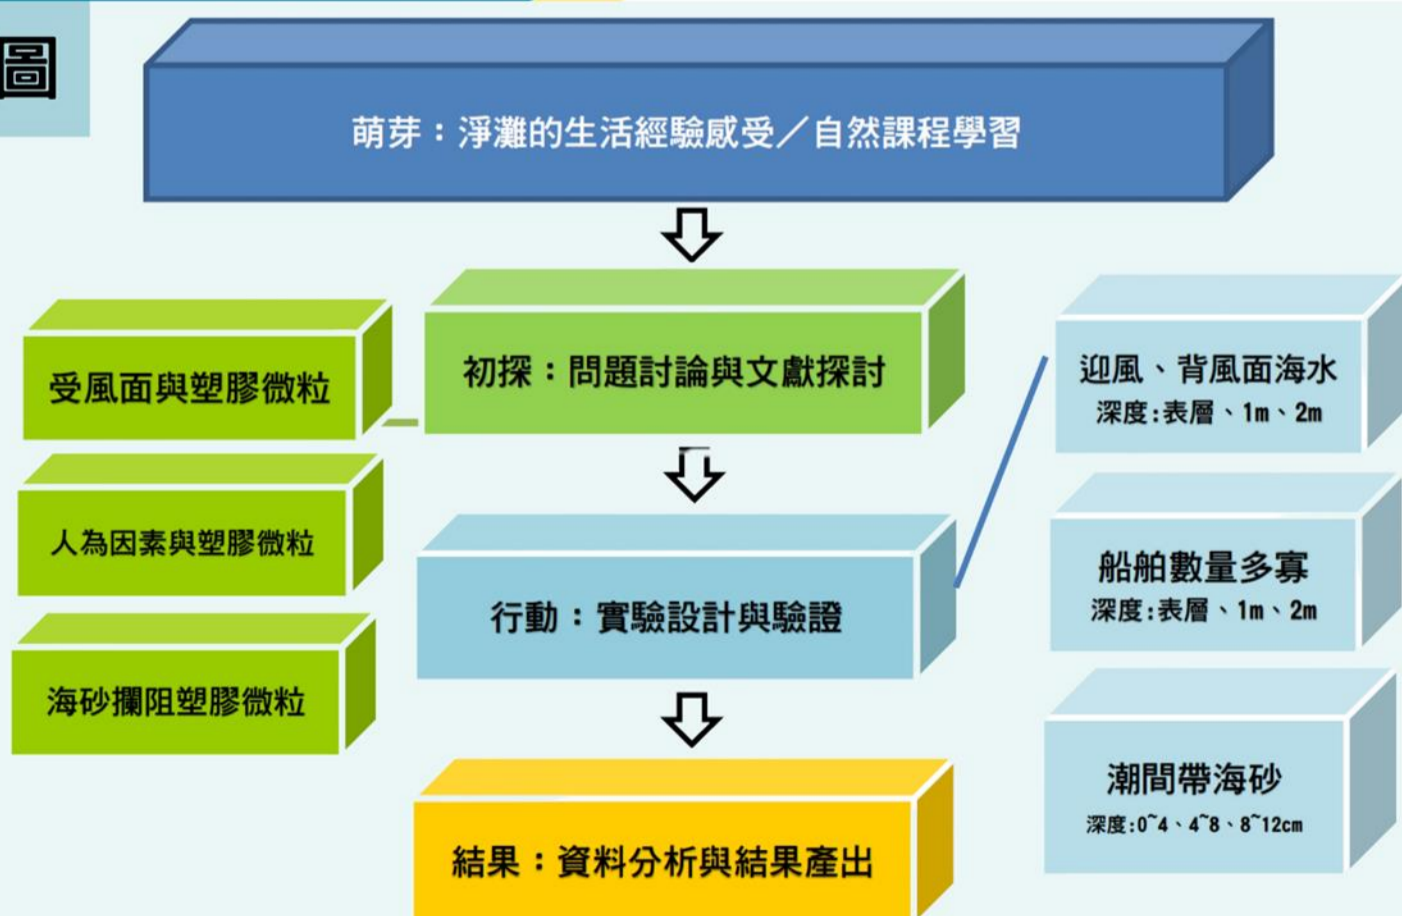 圖
萌芽：淨灘的生活經驗感受／自然課程學習
初探：問題討論與文獻探討
受風面與塑膠微粒
人為因素與塑膠微粒
海砂攔阻塑膠微粒
行動：實驗設計與驗證
迎風、背風面海水
深度:表層、1m、2m
船舶數量多寡
深度:表層、1m、2m
潮間帶海砂
深度:0~4、4~8、8~12cm
結果：資料分析與結果產出